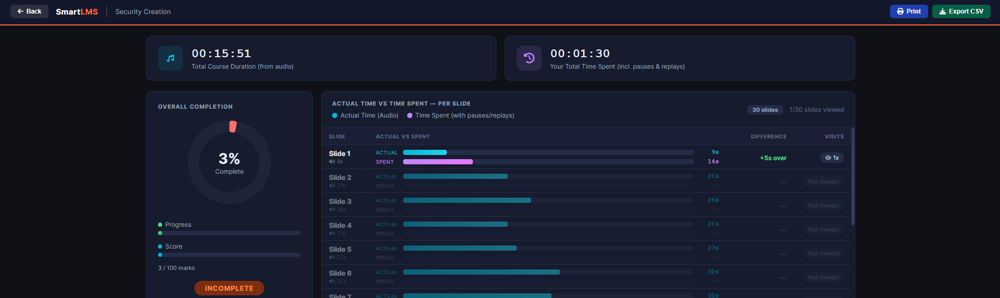 Back
SmartLMS
Security Creation
Print
Export CSV
00:15:51
Total Course Duration (from audio)
00:01:30
Your Total Time Spent (incl. pauses & replays)
OVERALL COMPLETION
3%
Complete
Progress
Score
3 / 100 marks
INCOMPLETE
ACTUAL TIME VS TIME SPENT — PER SLIDE
Actual Time (Audio)
Time Spent (with pauses/replays)
30 slides
1/30 slides viewed
SLIDE
ACTUAL VS SPENT
DIFFERENCE
VISITS
Slide 1
9s
ACTUAL
9s
SPENT
14s
+5s over
1x
Slide 2
21s
ACTUAL
21s
SPENT
—
—
Not viewed
Slide 3
26s
ACTUAL
26s
SPENT
—
—
Not viewed
Slide 4
21s
ACTUAL
21s
SPENT
—
—
Not viewed
Slide 5
23s
ACTUAL
23s
SPENT
—
—
Not viewed
Slide 6
32s
ACTUAL
32s
SPENT
—
—
Not viewed
Slide 7
ACTUAL
30s